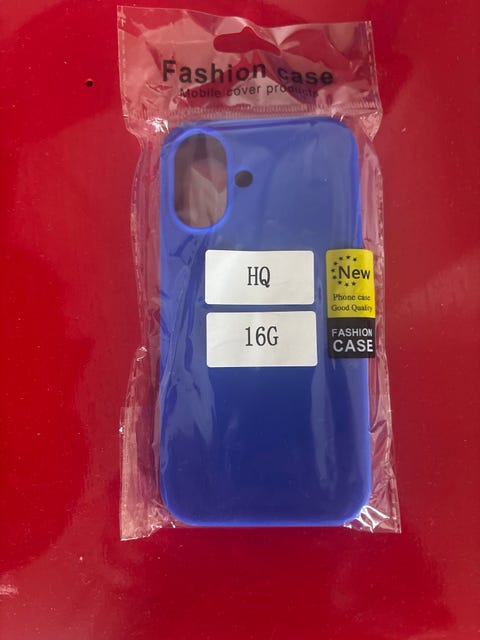 Fashion case
Mobile cover products
HQ
16G
New
Phone case
Good Quality
FASHION
CASE